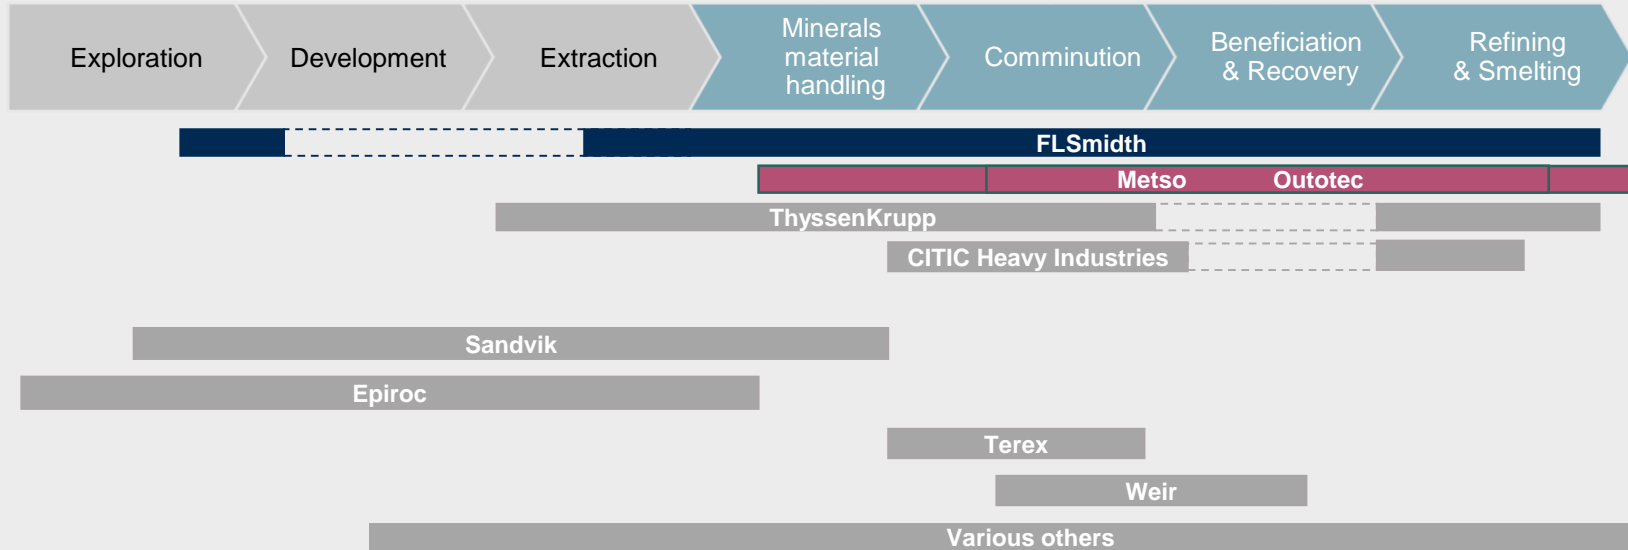 Exploration
Development
Extraction
Minerals
material
handling
Comminution
Beneficiation
& Recovery
Refining
& Smelting
FLSmidth
Metso Outotec
ThyssenKrupp
CITIC Heavy Industries
Sandvik
Epiroc
Terex
Weir
Various others